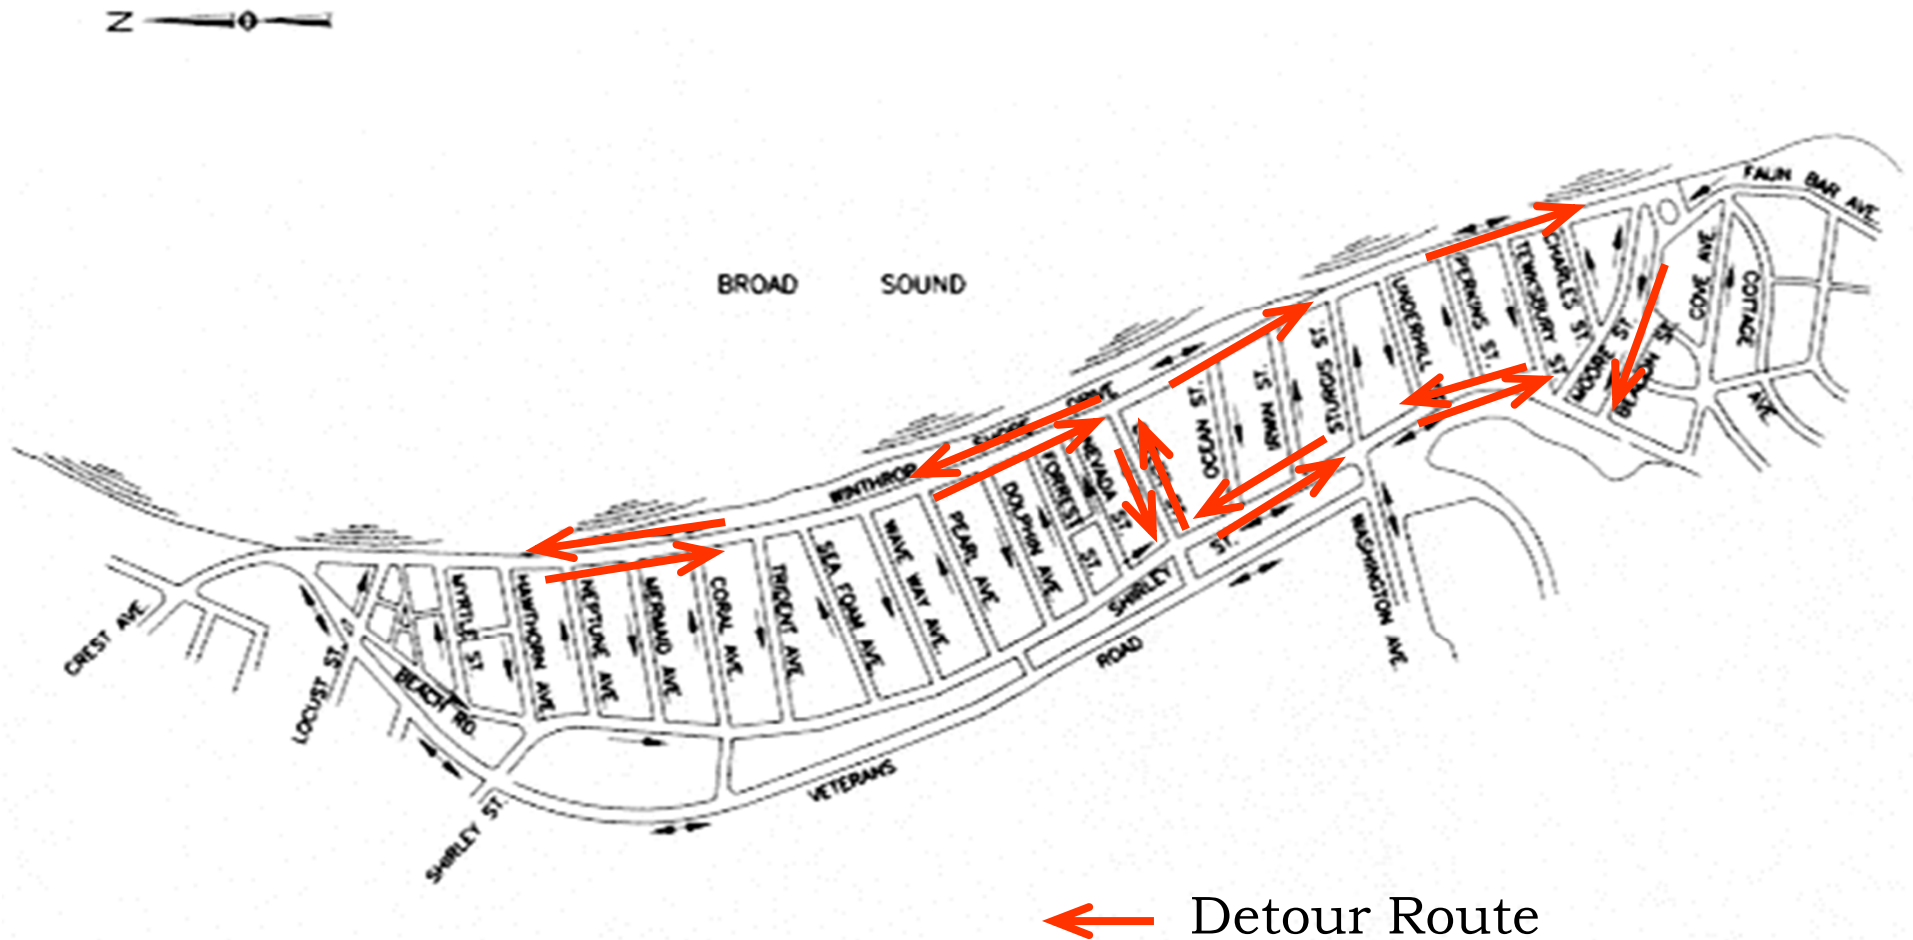 N
BROAD SOUND
FAUN BAR AVE.
WINTHROP
SHORE
DRIVE
CREST AVE.
LOCUST ST.
BEACH RD.
SHIRLEY ST.
MYRTLE ST.
HAWTHORN AVE.
NEPTUNE AVE.
MERMAID AVE.
CORAL AVE.
TRIDENT AVE.
SEA FOAM AVE.
WAVE WAY AVE.
PEARL AVE.
DOLPHIN AVE.
FORREST ST.
NEVADA ST.
OCEAN ST.
IRWIN ST.
STURGIS ST
UNDERHILL
PERKINS ST.
TEWKSBURY ST.
CHARLES ST.
MOORE ST.
BEACON ST.
COVE AVE.
COTTAGE
AVE.
SHIRLEY
ST.
WASHINGTON AVE.
VETERANS
ROAD
Detour Route